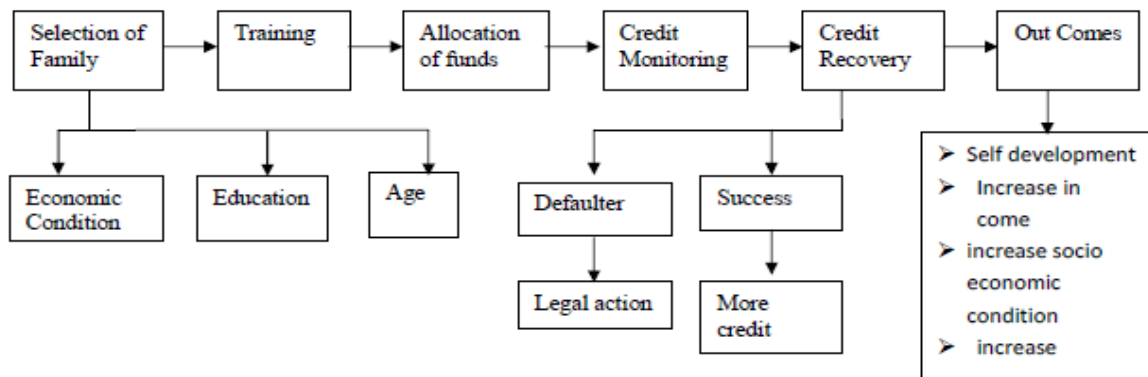 Selection of
Family
Training
Allocation
of funds
Credit
Monitoring
Credit
Recovery
Out Comes
Economic
Condition
Education
Age
Defaulter
Success
Legal action
More
credit
➤ Self development
➤ Increase in
come
➤ increase socio
economic
condition
➤ increase